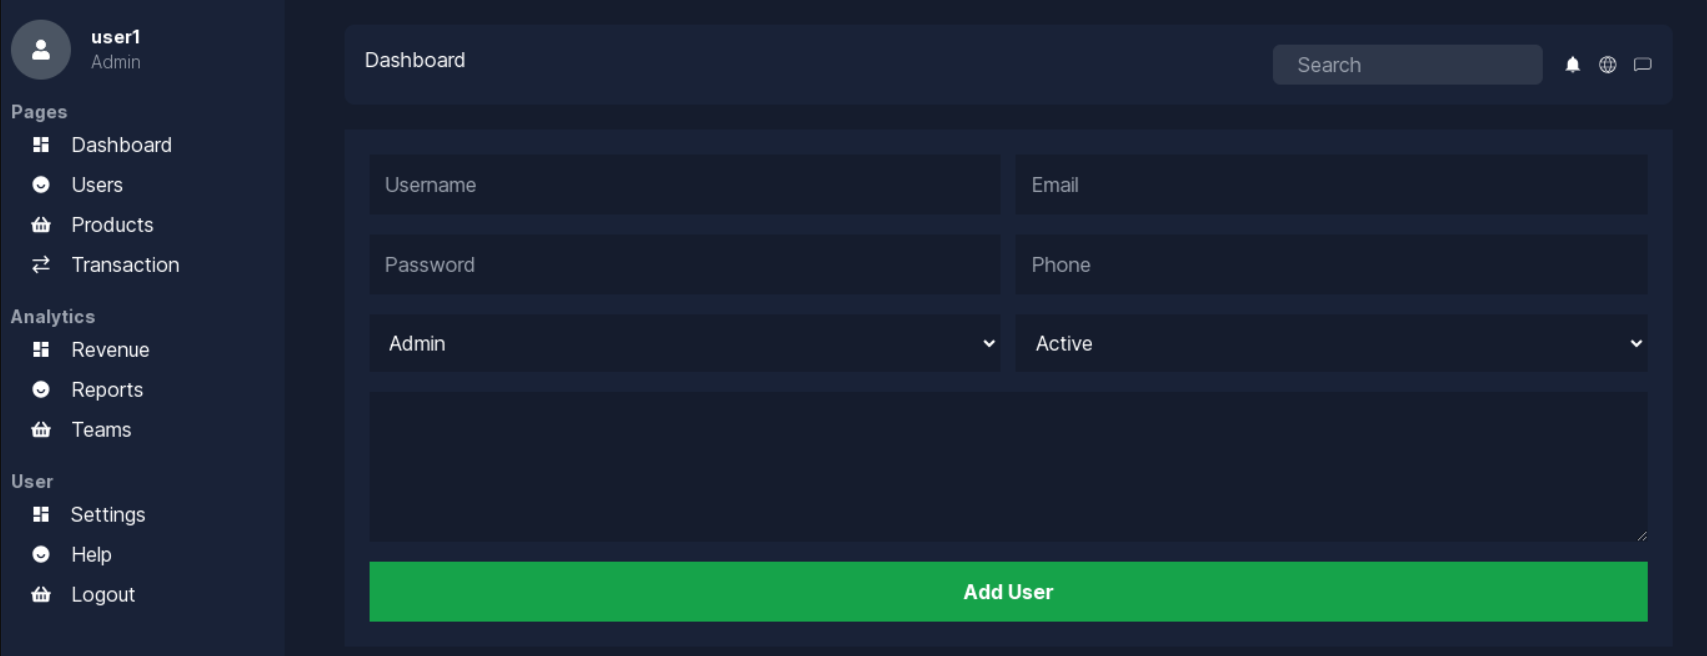 user1
Admin
Pages
Dashboard
Users
Products
Transaction
Analytics
Revenue
Reports
Teams
User
Settings
Help
Logout
Dashboard
Search
Username
Email
Password
Phone
Admin
Active
Add User